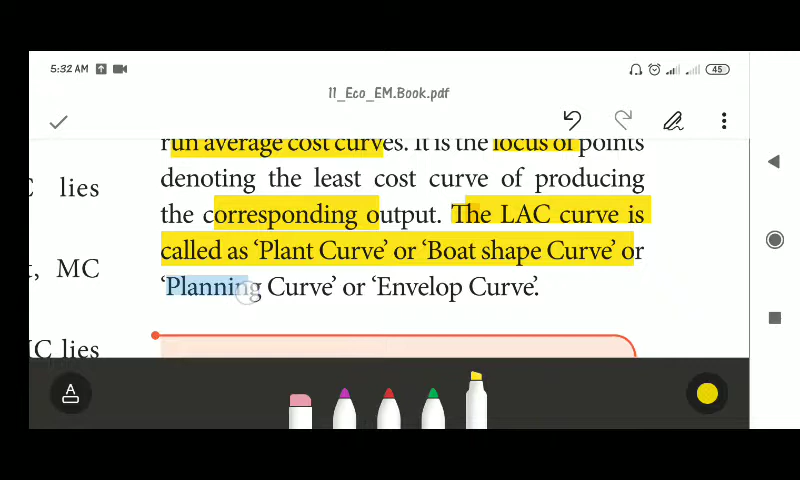 5:32 AM
45
11_Eco_EM.Book.pdf
run average cost curves. It is the locus of points
C lies
denoting the least cost curve of producing
the corresponding output. The LAC curve is
called as ‘Plant Curve’ or ‘Boat shape Curve’ or
t, MC
‘Planning Curve’ or ‘Envelop Curve’.
IC lies
A